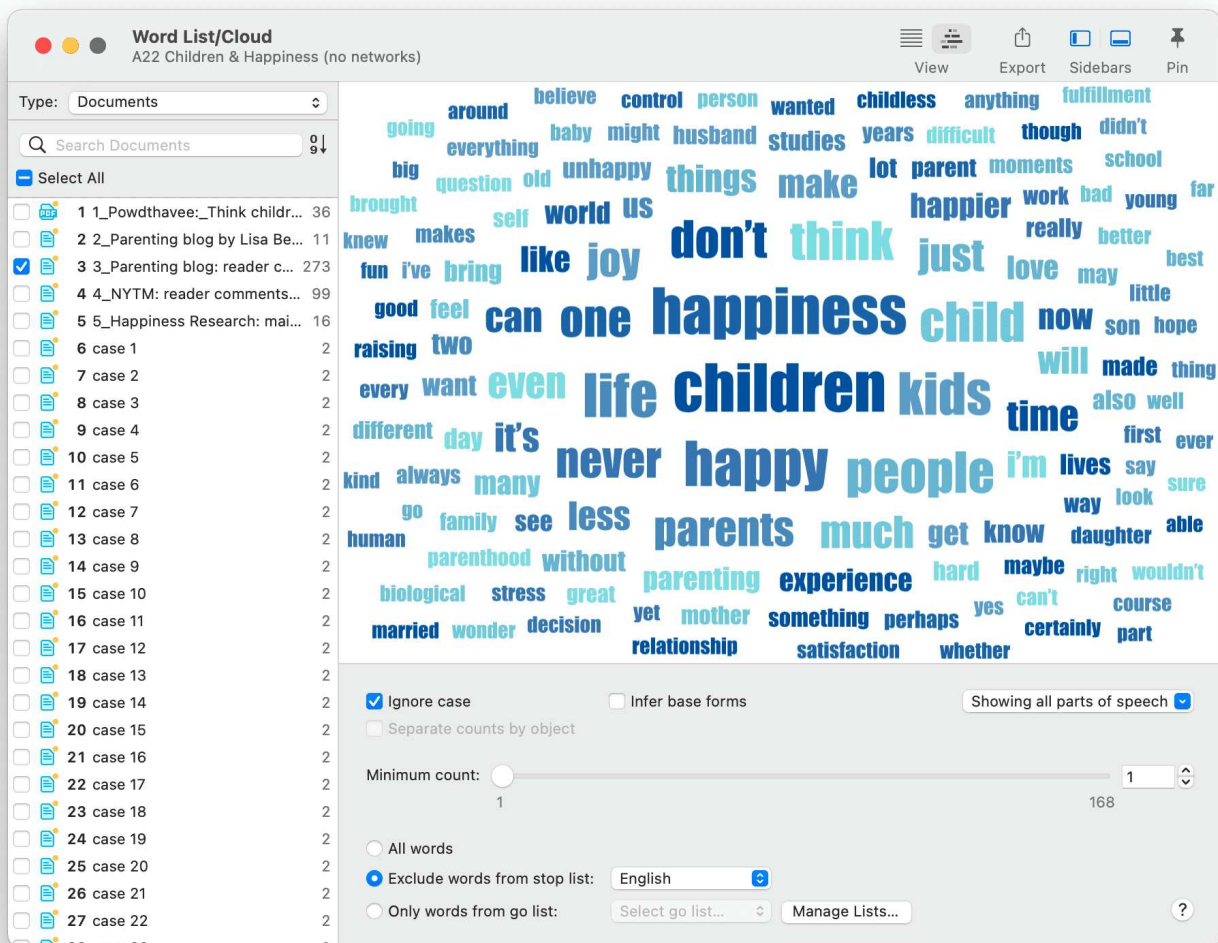 Word List/Cloud
A22 Children & Happiness (no networks)
View
Export
Sidebars
Pin
Type: Documents
Search Documents
Select All
1 1_Powdthavee:_Think childr... 36
2 2_Parenting blog by Lisa Be... 11
3 3_Parenting blog: reader c... 273
4 4_NYTM: reader comments... 99
5 5_Happiness Research: mai... 16
6 case 1 2
7 case 2 2
8 case 3 2
9 case 4 2
10 case 5 2
11 case 6 2
12 case 7 2
13 case 8 2
14 case 9 2
15 case 10 2
16 case 11 2
17 case 12 2
18 case 13 2
19 case 14 2
20 case 15 2
21 case 16 2
22 case 17 2
23 case 18 2
24 case 19 2
25 case 20 2
26 case 21 2
27 case 22 2
around believe control person wanted childless anything fulfillment
going everything baby might husband studies years difficult though didn't
big question old unhappy things make lot parent moments school
brought self world us happier work bad young far
knew makes don't think really better
fun i've bring like joy just love may best
good feel can one happiness child now son hope little
raising two will made thing
every want even life children kids time also well
different day it's first ever
kind always many never happy people i'm lives say sure
go family see less parents much get know way look able
human daughter
parenthood without parenting experience hard maybe right wouldn't
biological stress great yet mother something perhaps yes can't course
married wonder decision certainly part
relationship satisfaction whether
Ignore case
Infer base forms
Showing all parts of speech
Separate counts by object
Minimum count: 1
1 168
All words
Exclude words from stop list: English
Only words from go list: Select go list... Manage Lists...
?